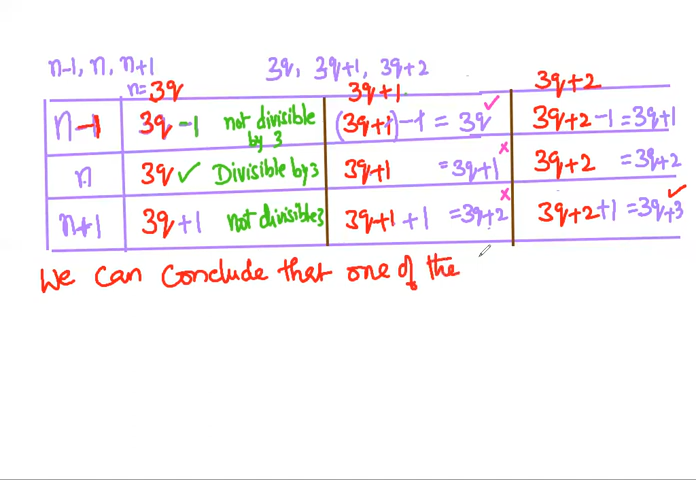 n-1, n, n+1 3q, 3q+1, 3q+2
n= 3q 3q+1 3q+2
n-1 3q-1 not divisible by 3 (3q+1)-1 = 3q ✓ 3q+2-1 = 3q+1
n 3q ✓ Divisible by 3 3q+1 = 3q+1 × 3q+2 = 3q+2
n+1 3q+1 not divisible 3 3q+1+1 = 3q+2 × 3q+2+1 = 3q+3 ✓
We can conclude that one of the